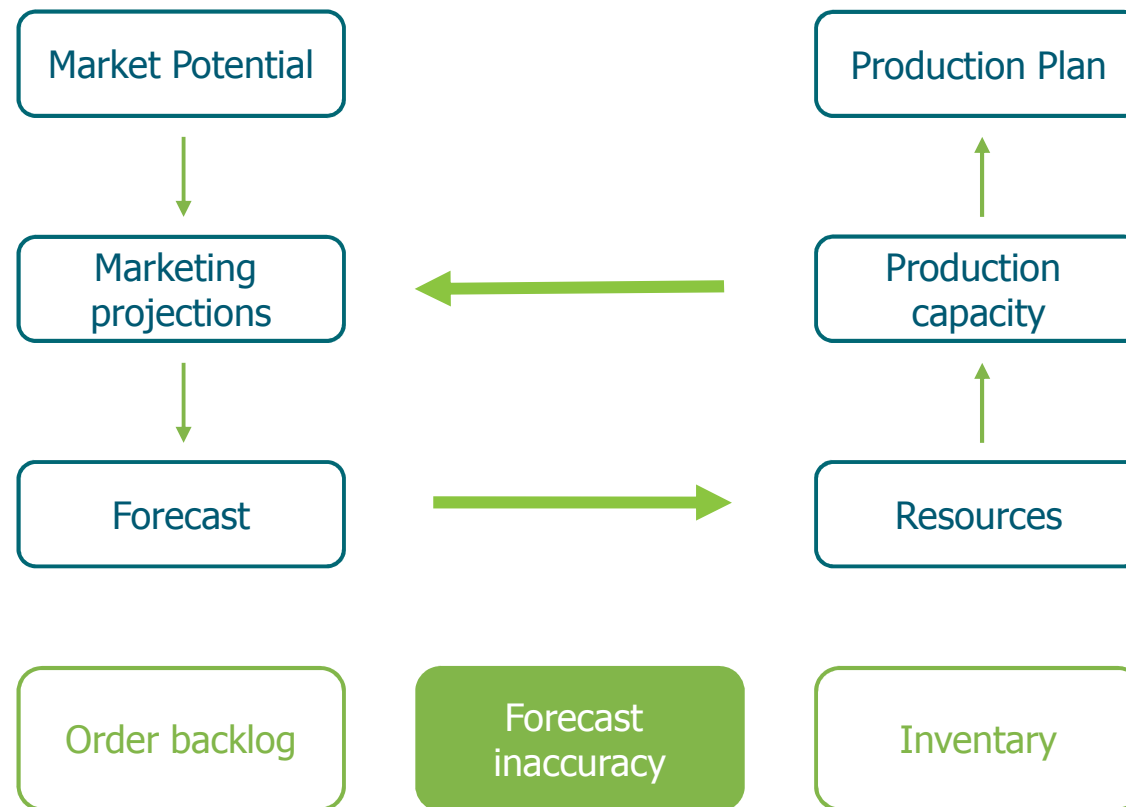 Market Potential
Production Plan
Marketing
projections
Production
capacity
Forecast
Resources
Order backlog
Forecast
inaccuracy
Inventary